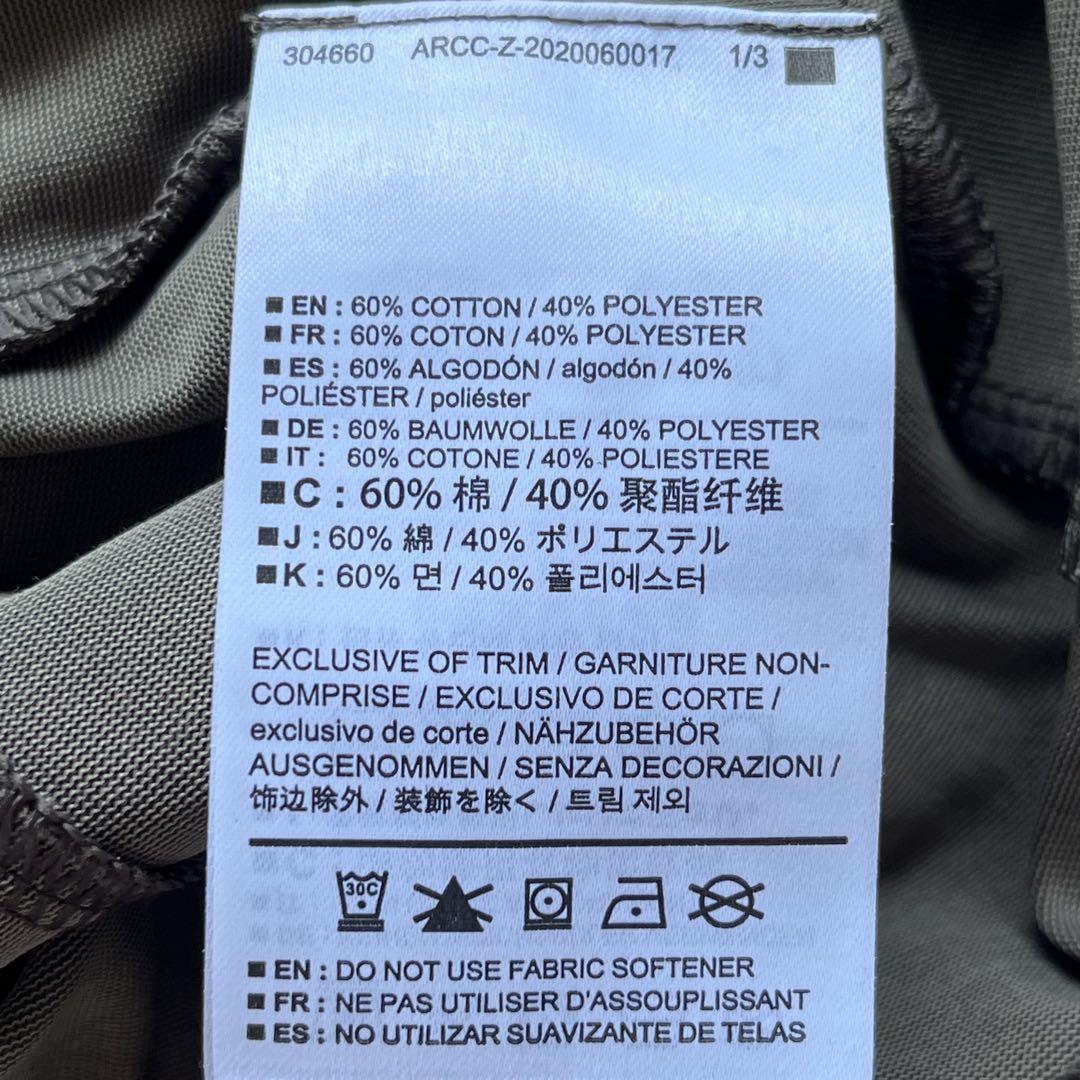 304660 ARCC-Z-2020060017 1/3
EN : 60% COTTON / 40% POLYESTER
FR : 60% COTON / 40% POLYESTER
ES : 60% ALGODÓN / algodón / 40%
POLIÉSTER / poliéster
DE : 60% BAUMWOLLE / 40% POLYESTER
IT : 60% COTONE / 40% POLIESTERE
C : 60% 棉 / 40% 聚酯纤维
J : 60% 綿 / 40% ポリエステル
K : 60% 면 / 40% 폴리에스터
EXCLUSIVE OF TRIM / GARNITURE NON-
COMPRISE / EXCLUSIVO DE CORTE /
exclusivo de corte / NÄHZUBEHÖR
AUSGENOMMEN / SENZA DECORAZIONI /
饰边除外 / 装飾を除く / 트림 제외
30C
EN : DO NOT USE FABRIC SOFTENER
FR : NE PAS UTILISER D'ASSOUPLISSANT
ES : NO UTILIZAR SUAVIZANTE DE TELAS